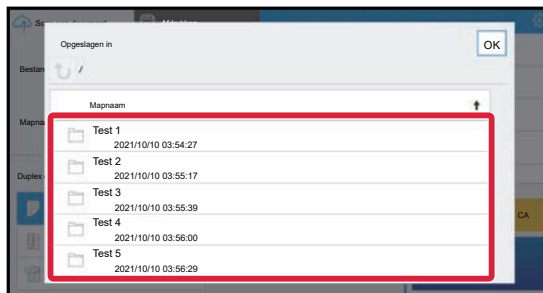 Opgeslagen in
OK
Bestan
/
Mapnaam
Mapna
Test 1
2021/10/10 03:54:27
Test 2
2021/10/10 03:55:17
Duplex
Test 3
2021/10/10 03:55:39
Test 4
2021/10/10 03:56:00
CA
Test 5
2021/10/10 03:56:29